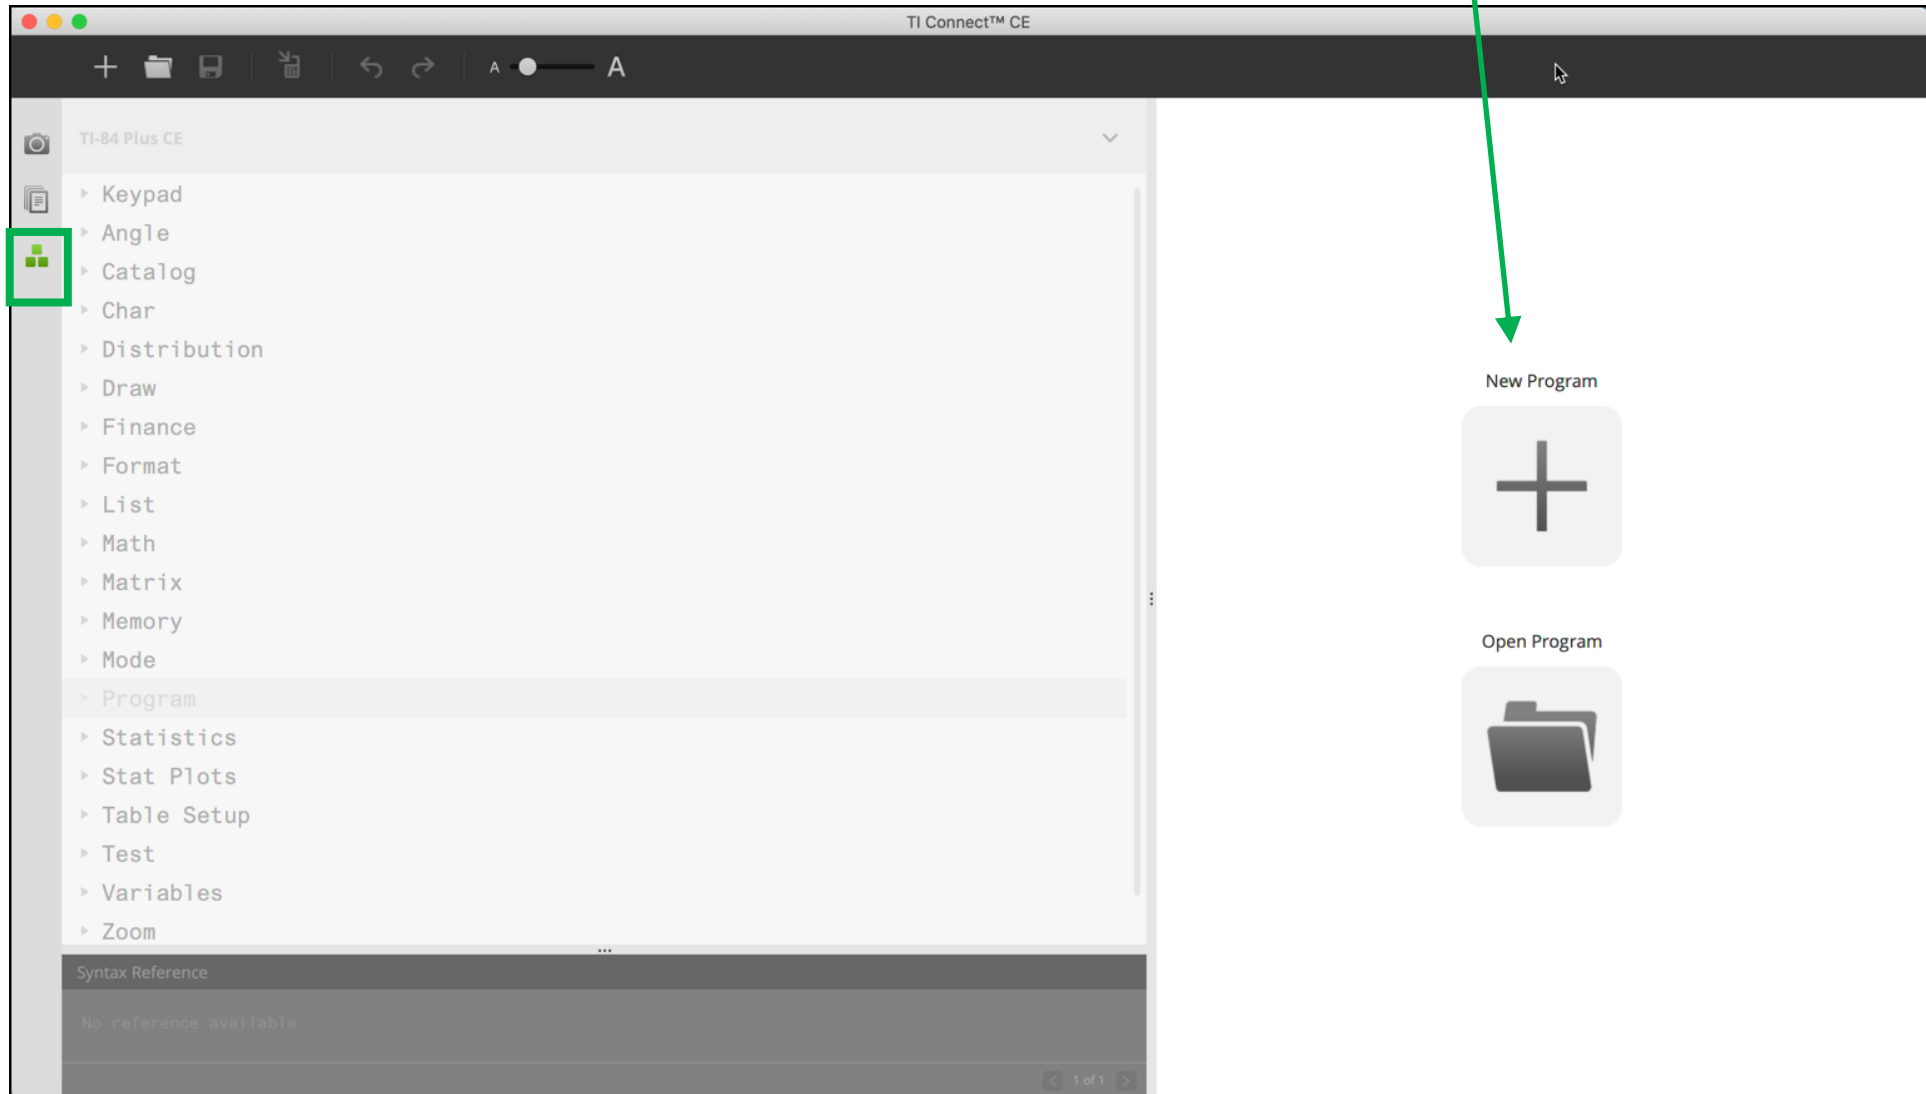 TI Connect™ CE
A A
TI-84 Plus CE
Keypad
Angle
Catalog
Char
Distribution
Draw
Finance
Format
List
Math
Matrix
Memory
Mode
Program
Statistics
Stat Plots
Table Setup
Test
Variables
Zoom
Syntax Reference
No reference available
1 of 1
New Program
Open Program